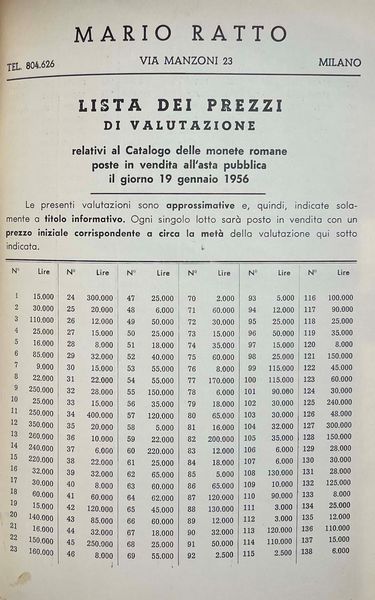 MARIO RATTO
TEL. 804.626 VIA MANZONI 23 MILANO
LISTA DEI PREZZI
DI VALUTAZIONE
relativi al Catalogo delle monete romane
poste in vendita all'asta pubblica
il giorno 19 gennaio 1956
Le presenti valutazioni sono approssimative e, quindi, indicate sola-
mente a titolo informativo. Ogni singolo lotto sarà posto in vendita con un
prezzo iniziale corrispondente a circa la metà della valutazione qui sotto
indicata.
N° Lire N° Lire N° Lire N° Lire N° Lire N° Lire
1 15.000 24 300.000 47 25.000 70 2.000 93 5.000 116 100.000
2 30.000 25 20.000 48 6.000 71 60.000 94 12.000 117 90.000
3 110.000 26 12.000 49 50.000 72 30.000 95 25.000 118 25.000
4 25.000 27 15.000 50 25.000 73 25.000 96 50.000 119 35.000
5 16.000 28 8.000 51 18.000 74 35.000 97 15.000 120 8.000
6 85.000 29 32.000 52 40.000 75 60.000 98 25.000 121 150.000
7 9.000 30 15.000 53 55.000 76 8.000 99 115.000 122 45.000
8 22.000 31 22.000 54 55.000 77 170.000 100 115.000 123 60.000
9 250.000 32 28.000 55 150.000 78 6.000 101 90.000 124 30.000
10 25.000 33 15.000 56 35.000 79 18.000 102 30.000 125 240.000
11 250.000 34 400.000 57 120.000 80 65.000 103 30.000 126 48.000
12 350.000 35 20.000 58 5.000 81 16.000 104 12.000 127 300.000
13 260.000 36 10.000 59 22.000 82 200.000 105 35.000 128 150.000
14 240.000 37 6.000 60 220.000 83 12.000 106 6.000 129 28.000
15 220.000 38 22.000 61 25.000 84 18.000 107 6.000 130 30.000
16 32.000 39 32.000 62 65.000 85 5.000 108 130.000 131 28.000
17 30.000 40 8.000 63 60.000 86 65.000 109 10.000 132 125.000
18 60.000 41 60.000 64 62.000 87 120.000 110 90.000 133 8.000
19 15.000 42 120.000 65 45.000 88 130.000 111 3.000 134 25.000
20 140.000 43 85.000 66 60.000 89 12.000 112 3.000 135 12.000
21 16.000 44 32.000 67 18.000 90 32.000 113 120.000 136 110.000
22 150.000 45 250.000 68 25.000 91 50.000 114 110.000 137 15.000
23 160.000 46 8.000 69 55.000 92 2.500 115 2.500 138 6.000